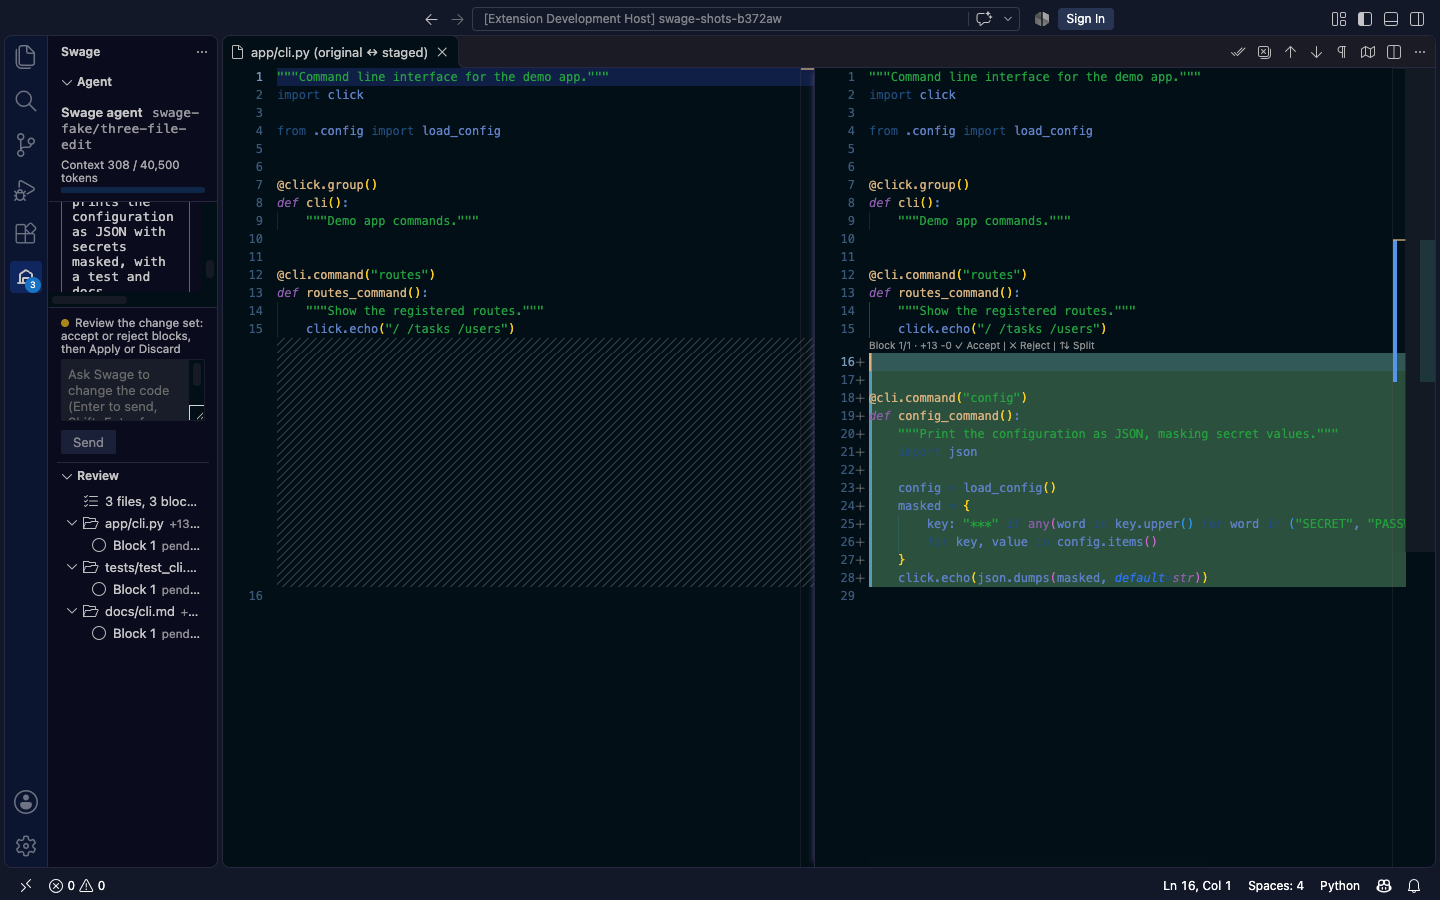 [Extension Development Host] swage-shots-b372aw
Sign In
Swage
Agent
Swage agent swage-
fake/three-file-
edit
Context 308 / 40,500
tokens
prints the
configuration
as JSON with
secrets
masked, with
a test and
docs
Review the change set:
accept or reject blocks,
then Apply or Discard
Ask Swage to
change the code
(Enter to send,
Send
Review
3 files, 3 bloc...
app/cli.py +13...
Block 1 pend...
tests/test_cli....
Block 1 pend...
docs/cli.md +...
Block 1 pend...
3
app/cli.py (original ↔ staged)
1 """Command line interface for the demo app."""
2 import click
3
4 from .config import load_config
5
6
7 @click.group()
8 def cli():
9 """Demo app commands."""
10
11
12 @cli.command("routes")
13 def routes_command():
14 """Show the registered routes."""
15 click.echo("/ /tasks /users")
16
1 """Command line interface for the demo app."""
2 import click
3
4 from .config import load_config
5
6
7 @click.group()
8 def cli():
9 """Demo app commands."""
10
11
12 @cli.command("routes")
13 def routes_command():
14 """Show the registered routes."""
15 click.echo("/ /tasks /users")
Block 1/1 · +13 -0 ✓ Accept | ✕ Reject | Split
16+
17+
18+ @cli.command("config")
19+ def config_command():
20+ """Print the configuration as JSON, masking secret values."""
21+ json
22+
23+ config load_config()
24+ masked {
25+ key: "***" any(word key.upper() word ("SECRET", "PASS
26+ key, value config.items()
27+ }
28+ click.echo(json.dumps(masked, default str))
29
0 0
Ln 16, Col 1
Spaces: 4
Python